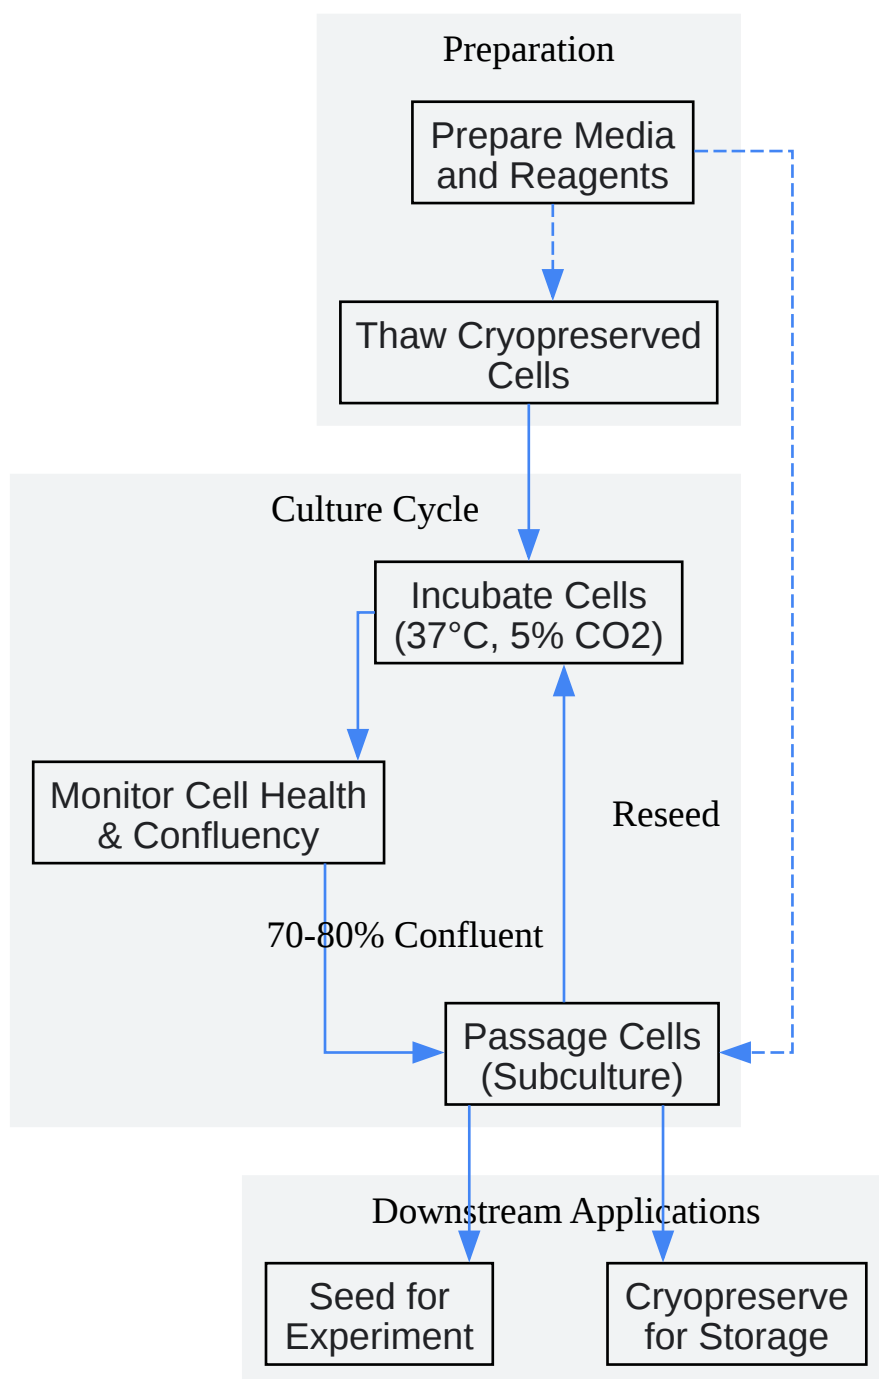 Preparation
Prepare Media
and Reagents
Thaw Cryopreserved
Cells
Culture Cycle
Incubate Cells
(37°C, 5% CO2)
Monitor Cell Health
& Confluency
Reseed
70-80% Confluent
Passage Cells
(Subculture)
Downstream Applications
Seed for
Experiment
Cryopreserve
for Storage